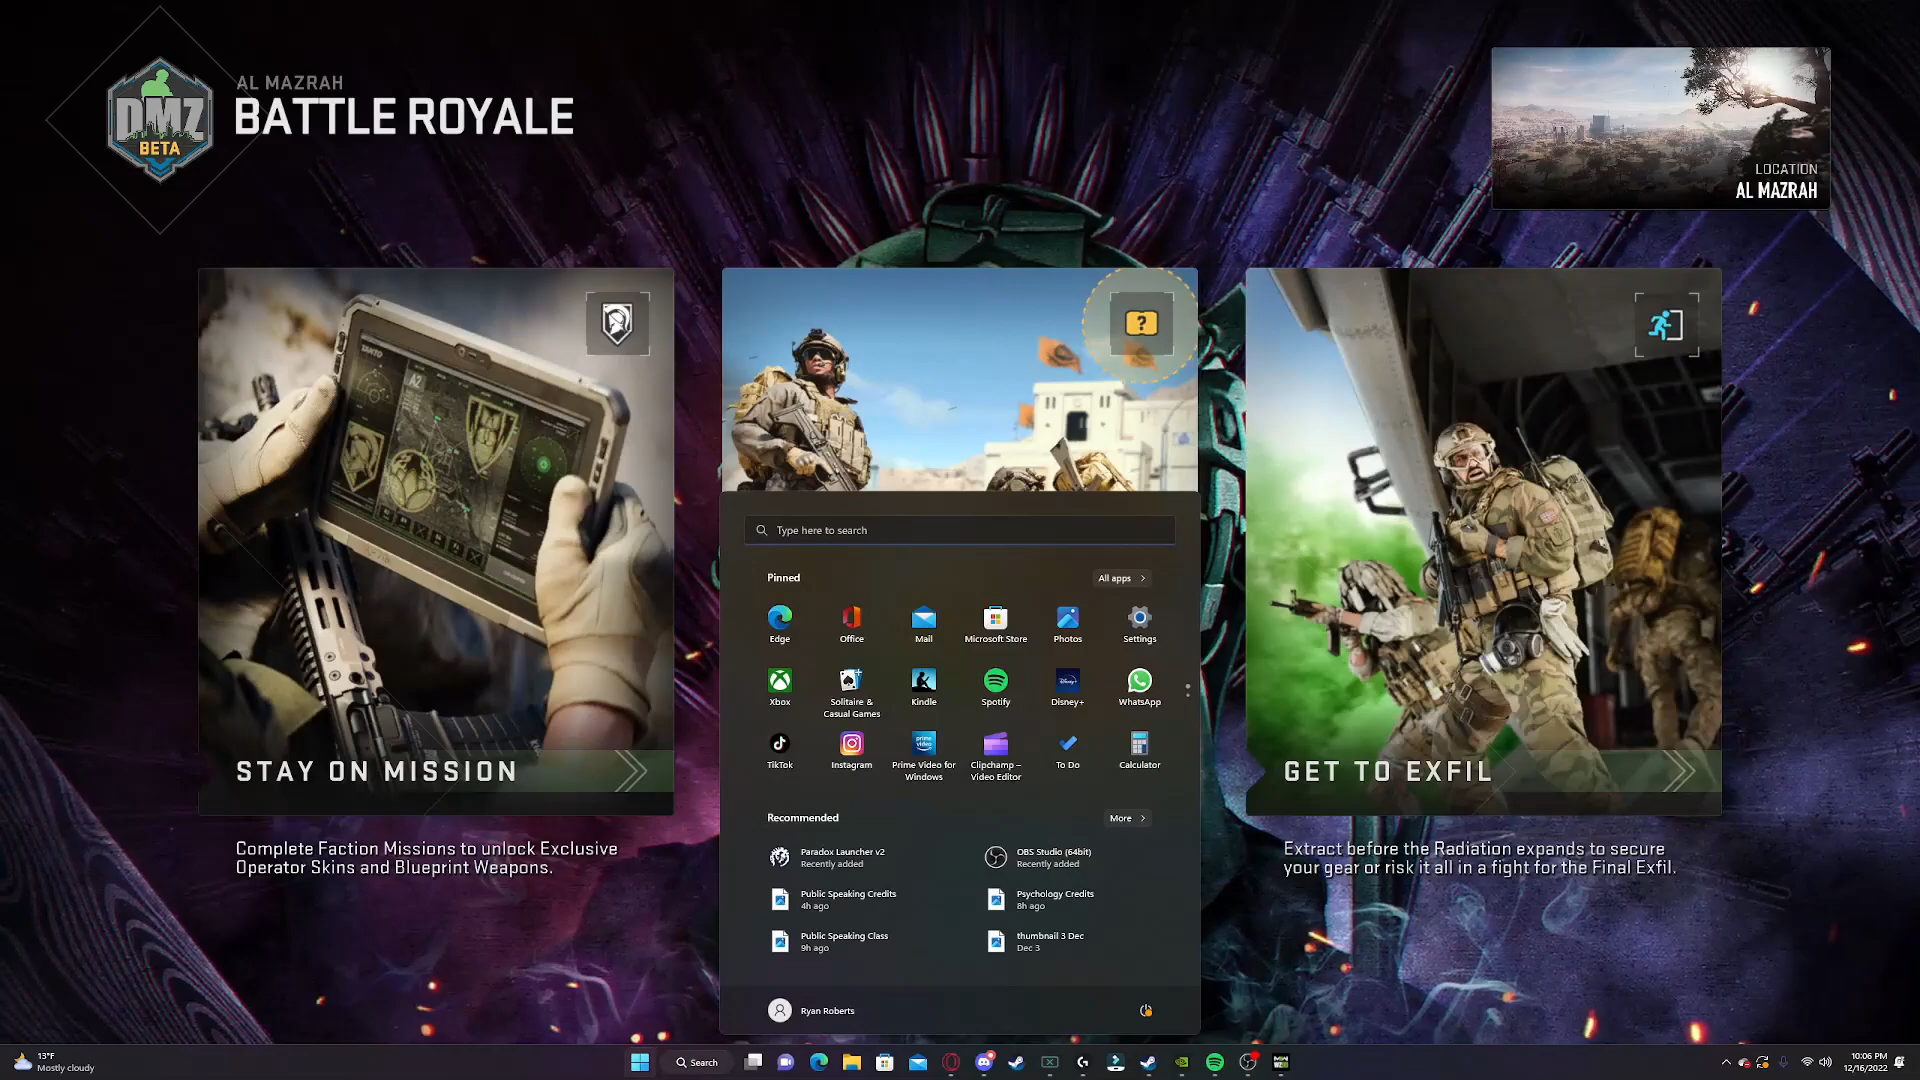 AL MAZRAH
BATTLE ROYALE
DMZ
BETA
LOCATION
AL MAZRAH
TANTO
A2
STAY ON MISSION
Complete Faction Missions to unlock Exclusive
Operator Skins and Blueprint Weapons.
GET TO EXFIL
Extract before the Radiation expands to secure
your gear or risk it all in a fight for the Final Exfil.
?
Type here to search
Pinned
All apps
Edge
Office
Mail
Microsoft Store
Photos
Settings
Xbox
Solitaire &
Casual Games
Kindle
Spotify
Disney+
Disney+
WhatsApp
TikTok
Instagram
prime video
Prime Video for
Windows
Clipchamp –
Video Editor
To Do
Calculator
Recommended
More
Paradox Launcher v2
Recently added
OBS Studio (64bit)
Recently added
Public Speaking Credits
4h ago
Psychology Credits
8h ago
Public Speaking Class
9h ago
thumbnail 3 Dec
Dec 3
Ryan Roberts
13°F
Mostly cloudy
Search
10:06 PM
12/16/2022